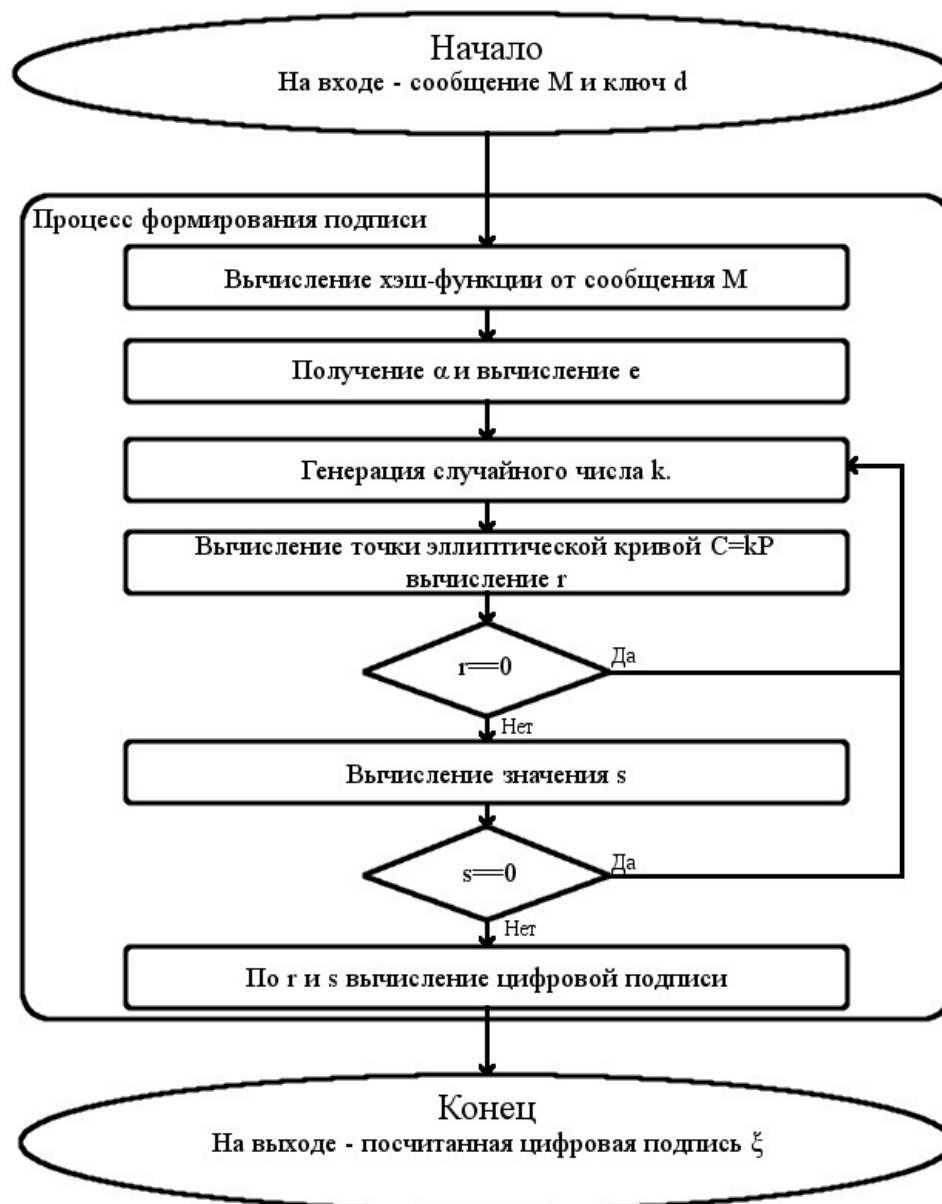 Начало
На входе - сообщение М и ключ d
Процесс формирования подписи
Вычисление хэш-функции от сообщения М
Получение α и вычисление e
Генерация случайного числа k.
Вычисление точки эллиптической кривой C=kP
вычисление r
r==0
Да
Нет
Вычисление значения s
s==0
Да
Нет
По r и s вычисление цифровой подписи
Конец
На выходе - посчитанная цифровая подпись ξ